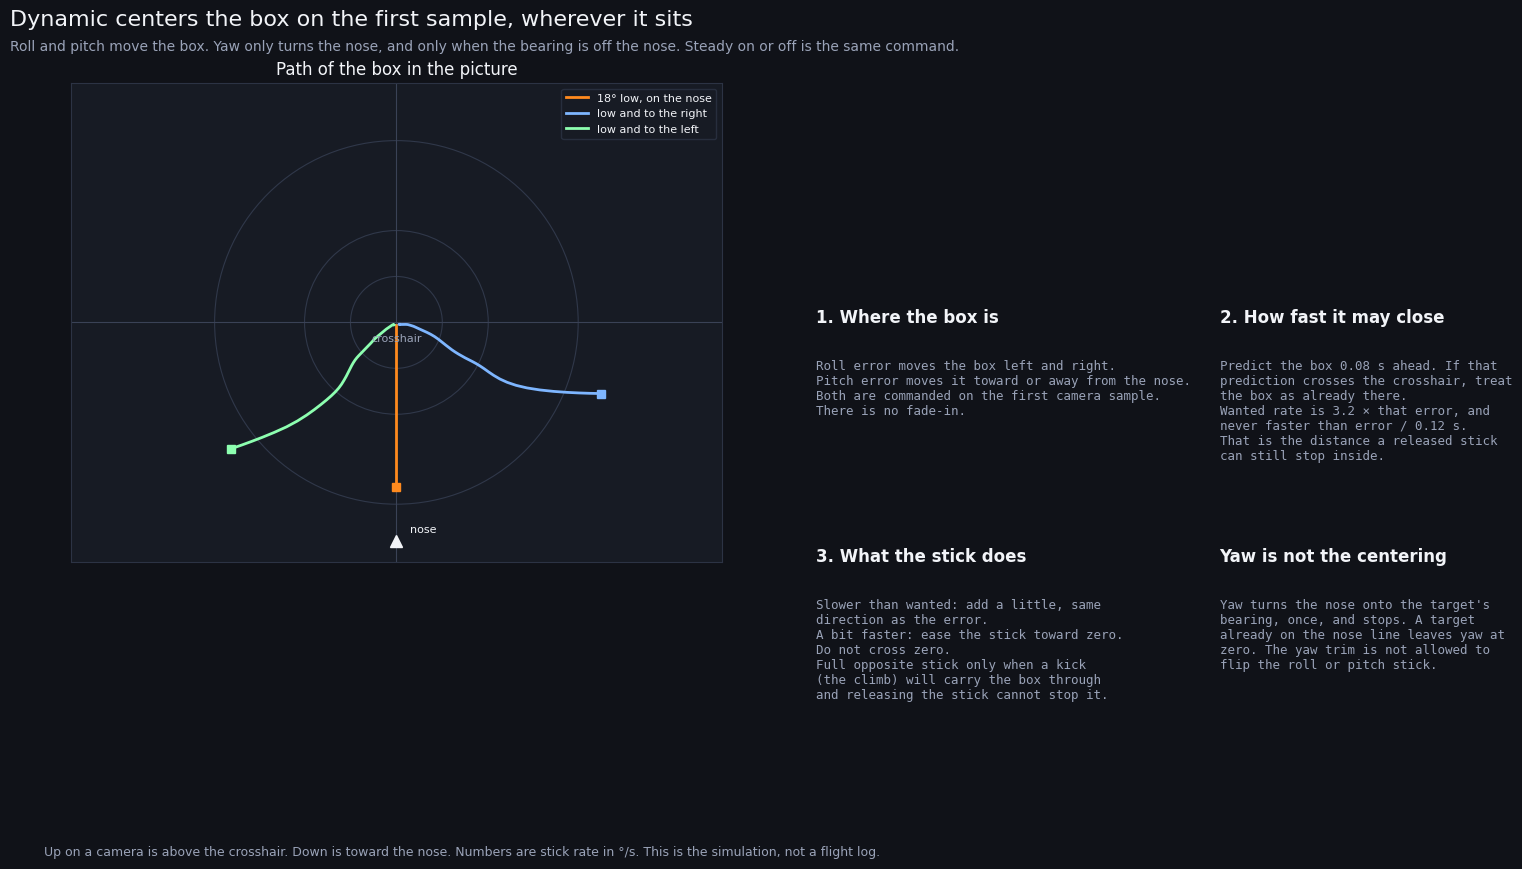 Dynamic centers the box on the first sample, wherever it sits
Roll and pitch move the box. Yaw only turns the nose, and only when the bearing is off the nose. Steady on or off is the same command.
Path of the box in the picture
18° low, on the nose
low and to the right
low and to the left
crosshair
nose
1. Where the box is
Roll error moves the box left and right.
Pitch error moves it toward or away from the nose.
Both are commanded on the first camera sample.
There is no fade-in.
2. How fast it may close
Predict the box 0.08 s ahead. If that
prediction crosses the crosshair, treat
the box as already there.
Wanted rate is 3.2 × that error, and
never faster than error / 0.12 s.
That is the distance a released stick
can still stop inside.
3. What the stick does
Slower than wanted: add a little, same
direction as the error.
A bit faster: ease the stick toward zero.
Do not cross zero.
Full opposite stick only when a kick
(the climb) will carry the box through
and releasing the stick cannot stop it.
Yaw is not the centering
Yaw turns the nose onto the target's
bearing, once, and stops. A target
already on the nose line leaves yaw at
zero. The yaw trim is not allowed to
flip the roll or pitch stick.
Up on a camera is above the crosshair. Down is toward the nose. Numbers are stick rate in °/s. This is the simulation, not a flight log.